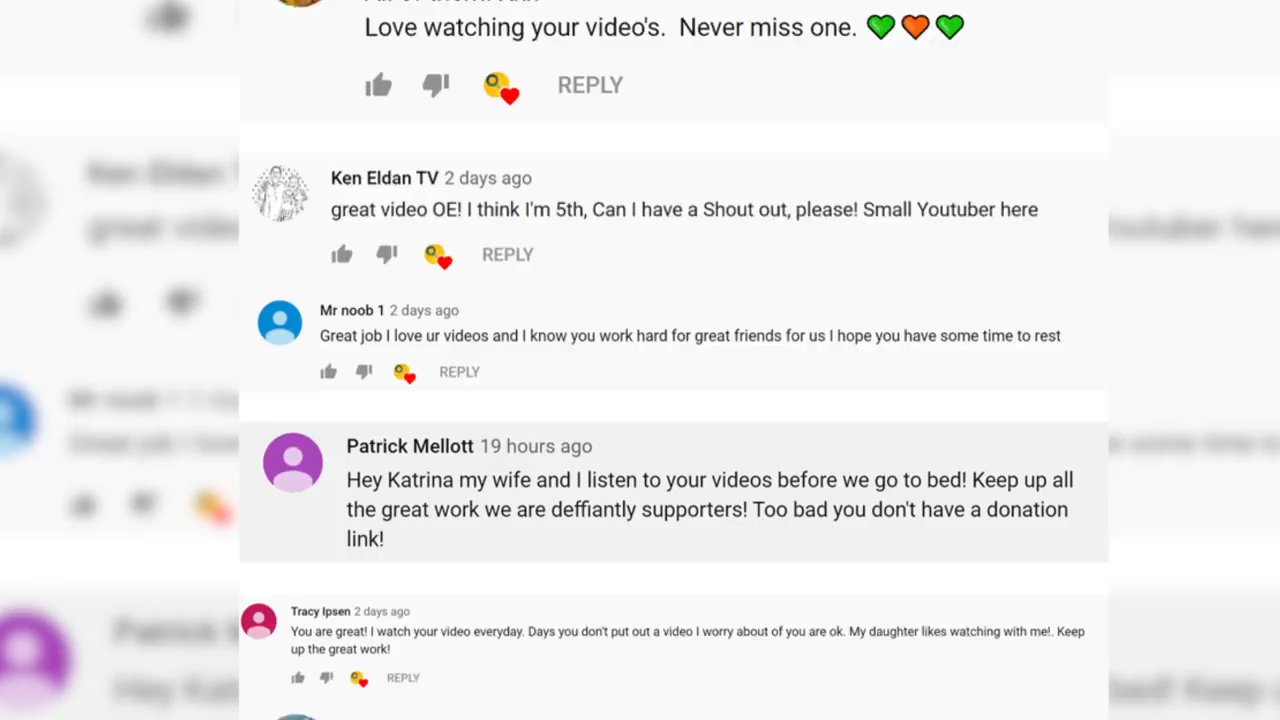 Love watching your video's. Never miss one. 💚🧡💚
REPLY
Ken Eldan TV 2 days ago
great video OE! I think I'm 5th, Can I have a Shout out, please! Small Youtuber here
REPLY
Mr noob 1 2 days ago
Great job I love ur videos and I know you work hard for great friends for us I hope you have some time to rest
REPLY
Patrick Mellott 19 hours ago
Hey Katrina my wife and I listen to your videos before we go to bed! Keep up all
the great work we are deffiantly supporters! Too bad you don't have a donation
link!
Tracy Ipsen 2 days ago
You are great! I watch your video everyday. Days you don't put out a video I worry about of you are ok. My daughter likes watching with me!. Keep
up the great work!
REPLY